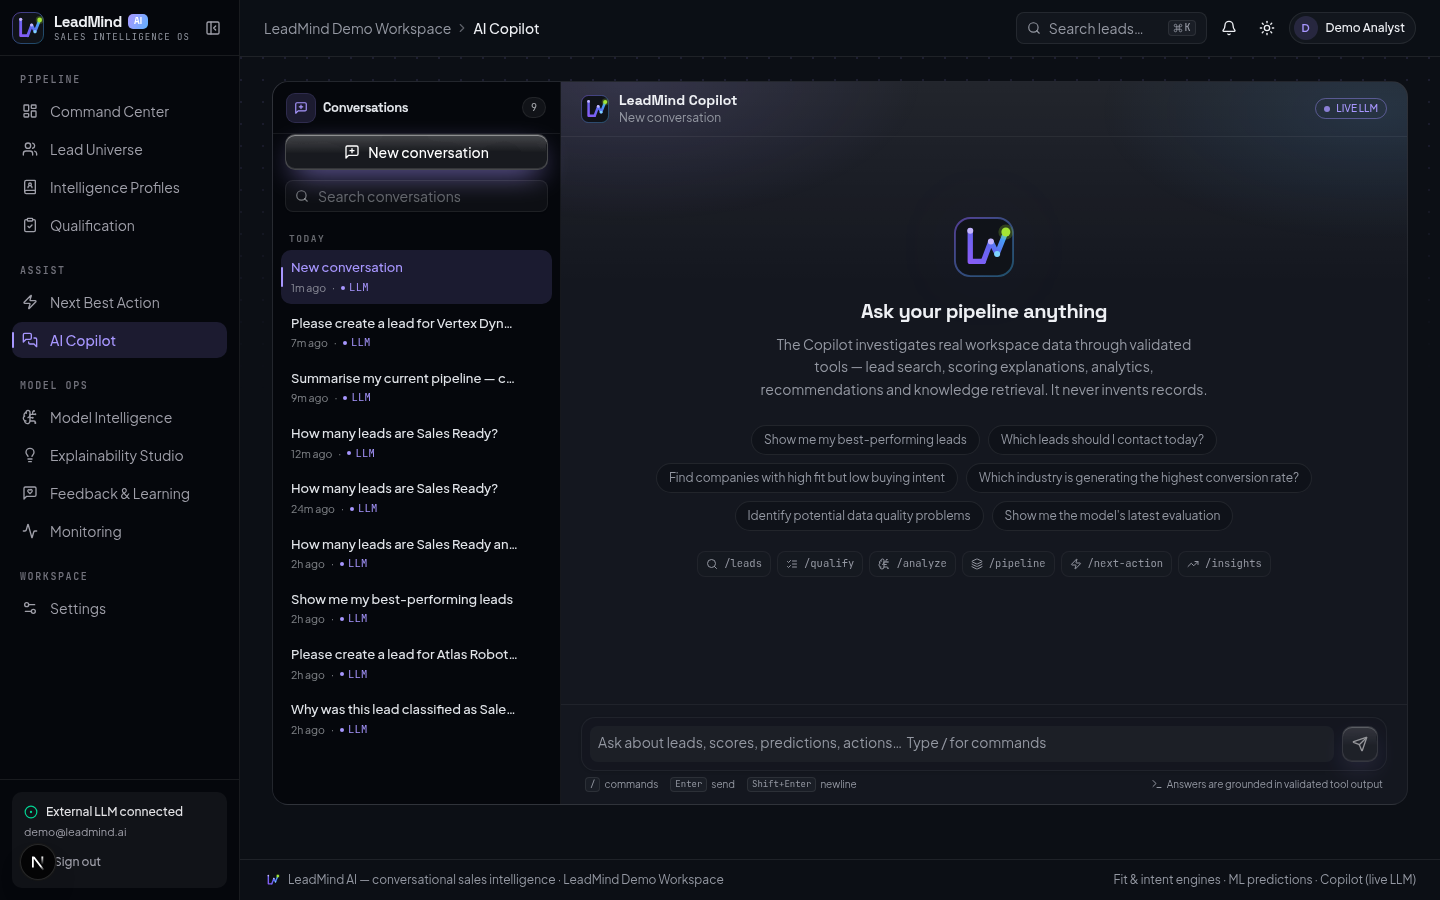 LeadMind AI
SALES INTELLIGENCE OS
PIPELINE
Command Center
Lead Universe
Intelligence Profiles
Qualification
ASSIST
Next Best Action
AI Copilot
MODEL OPS
Model Intelligence
Explainability Studio
Feedback & Learning
Monitoring
WORKSPACE
Settings
External LLM connected
demo@leadmind.ai
N
Sign out
LeadMind Demo Workspace > AI Copilot
Search leads...
⌘K
D
Demo Analyst
Conversations
9
New conversation
Search conversations
TODAY
New conversation
1m ago · • LLM
Please create a lead for Vertex Dyn...
7m ago · • LLM
Summarise my current pipeline — c...
9m ago · • LLM
How many leads are Sales Ready?
12m ago · • LLM
How many leads are Sales Ready?
24m ago · • LLM
How many leads are Sales Ready an...
2h ago · • LLM
Show me my best-performing leads
2h ago · • LLM
Please create a lead for Atlas Robot...
2h ago · • LLM
Why was this lead classified as Sale...
2h ago · • LLM
LeadMind Copilot
New conversation
LIVE LLM
Ask your pipeline anything
The Copilot investigates real workspace data through validated
tools — lead search, scoring explanations, analytics,
recommendations and knowledge retrieval. It never invents records.
Show me my best-performing leads
Which leads should I contact today?
Find companies with high fit but low buying intent
Which industry is generating the highest conversion rate?
Identify potential data quality problems
Show me the model's latest evaluation
/leads
/qualify
/analyze
/pipeline
/next-action
/insights
Ask about leads, scores, predictions, actions... Type / for commands
/ commands Enter send Shift+Enter newline
Answers are grounded in validated tool output
LeadMind AI — conversational sales intelligence · LeadMind Demo Workspace
Fit & intent engines · ML predictions · Copilot (live LLM)